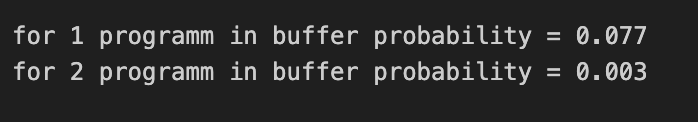 for 1 programm in buffer probability = 0.077
for 2 programm in buffer probability = 0.003